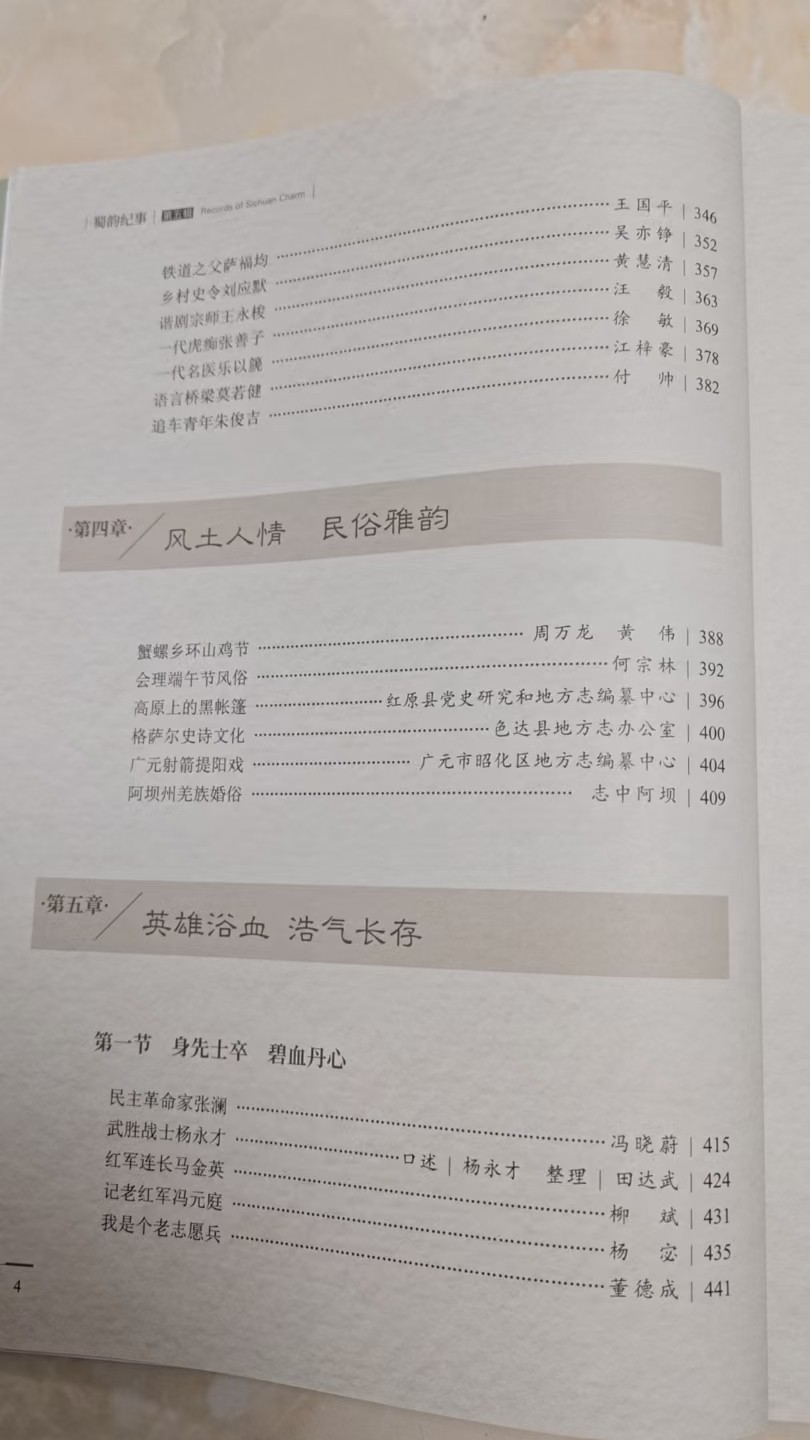 蜀韵纪事 | 第五辑 Records of Sichuan Charm
铁道之父萨福均 …… 王国平 | 346
乡村史令刘应默 …… 吴亦铮 | 352
谐剧宗师王永梭 …… 黄慧清 | 357
一代虎痴张善子 …… 汪 毅 | 363
一代名医乐以成 …… 徐 敏 | 369
语言桥梁莫若健 …… 江梓豪 | 378
追车青年朱俊吉 …… 付 帅 | 382
·第四章· 风土人情 民俗雅韵
蟹螺乡环山鸡节 …… 周万龙 黄 伟 | 388
会理端午节风俗 …… 何宗林 | 392
高原上的黑帐篷 …… 红原县党史研究和地方志编纂中心 | 396
格萨尔史诗文化 …… 色达县地方志办公室 | 400
广元射箭提阳戏 …… 广元市昭化区地方志编纂中心 | 404
阿坝州羌族婚俗 …… 志中阿坝 | 409
·第五章· 英雄浴血 浩气长存
第一节 身先士卒 碧血丹心
民主革命家张澜 …… 冯晓蔚 | 415
武胜战士杨永才 …… 口述 | 杨永才 整理 | 田达武 | 424
红军连长马金英 …… 柳 斌 | 431
记老红军冯元庭 …… 杨 宓 | 435
我是个老志愿兵 …… 董德成 | 441
4